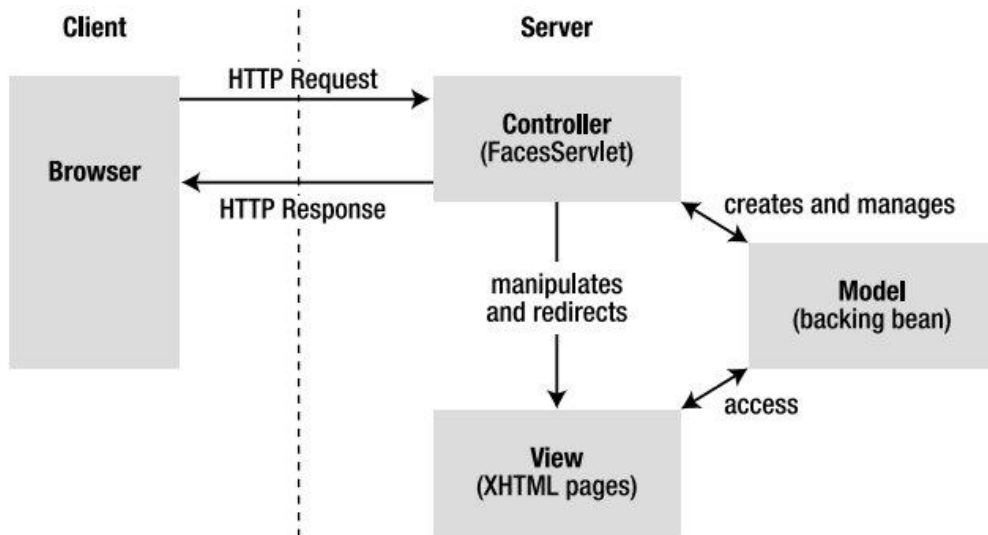 Client
Server
HTTP Request
Controller
(FacesServlet)
Browser
HTTP Response
creates and manages
manipulates
and redirects
Model
(backing bean)
access
View
(XHTML pages)